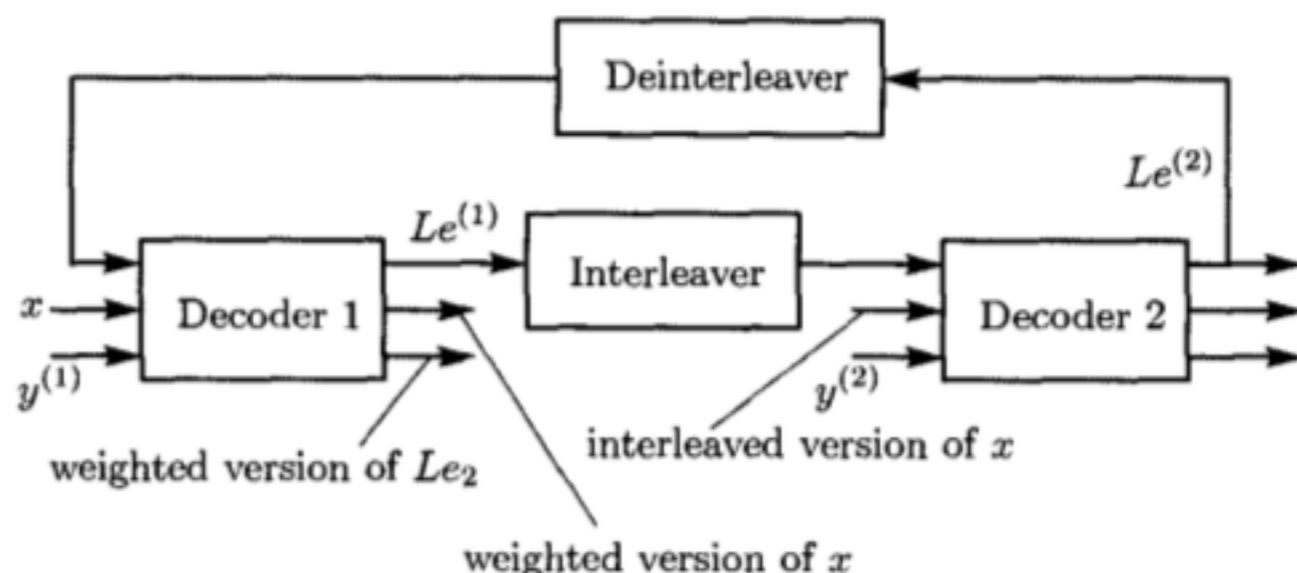 Deinterleaver
Le^{(2)}
Le^{(1)}
Interleaver
x
Decoder 1
Decoder 2
y^{(1)}
y^{(2)}
interleaved version of x
weighted version of Le_2
weighted version of x